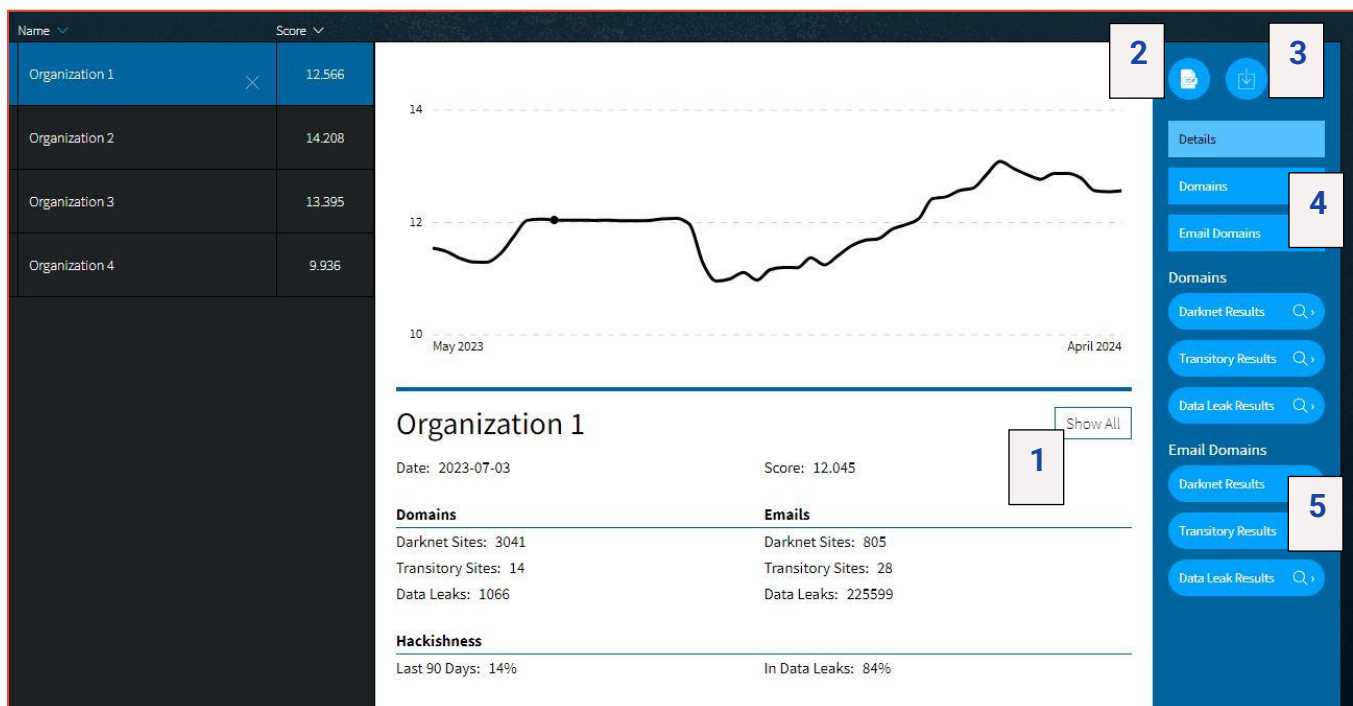 Name
Score
Organization 1
12.566
Organization 2
14.208
Organization 3
13.395
Organization 4
9.936
14
12
10
May 2023
April 2024
Organization 1
Show All
1
Date: 2023-07-03
Score: 12.045
Domains
Emails
Darknet Sites: 3041
Darknet Sites: 805
Transitory Sites: 14
Transitory Sites: 28
Data Leaks: 1066
Data Leaks: 225599
Hackishness
Last 90 Days: 14%
In Data Leaks: 84%
2
3
Details
Domains
4
Email Domains
Domains
Darknet Results
Transitory Results
Data Leak Results
Email Domains
Darknet Results
5
Transitory Results
Data Leak Results